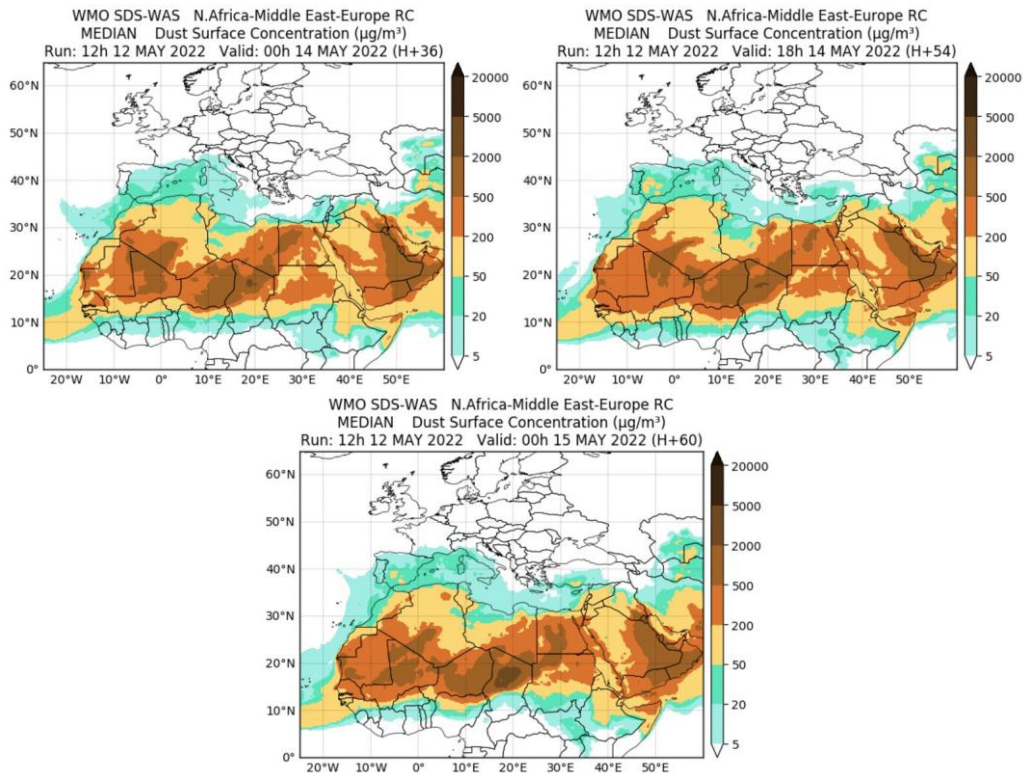 WMO SDS-WAS N.Africa-Middle East-Europe RC
MEDIAN Dust Surface Concentration (µg/m³)
Run: 12h 12 MAY 2022 Valid: 00h 14 MAY 2022 (H+36)
60°N
50°N
40°N
30°N
20°N
10°N
0°
20°W 10°W 0° 10°E 20°E 30°E 40°E 50°E
20000
5000
2000
500
200
50
20
5
WMO SDS-WAS N.Africa-Middle East-Europe RC
MEDIAN Dust Surface Concentration (µg/m³)
Run: 12h 12 MAY 2022 Valid: 18h 14 MAY 2022 (H+54)
60°N
50°N
40°N
30°N
20°N
10°N
0°
20°W 10°W 0° 10°E 20°E 30°E 40°E 50°E
20000
5000
2000
500
200
50
20
5
WMO SDS-WAS N.Africa-Middle East-Europe RC
MEDIAN Dust Surface Concentration (µg/m³)
Run: 12h 12 MAY 2022 Valid: 00h 15 MAY 2022 (H+60)
60°N
50°N
40°N
30°N
20°N
10°N
0°
20°W 10°W 0° 10°E 20°E 30°E 40°E 50°E
20000
5000
2000
500
200
50
20
5